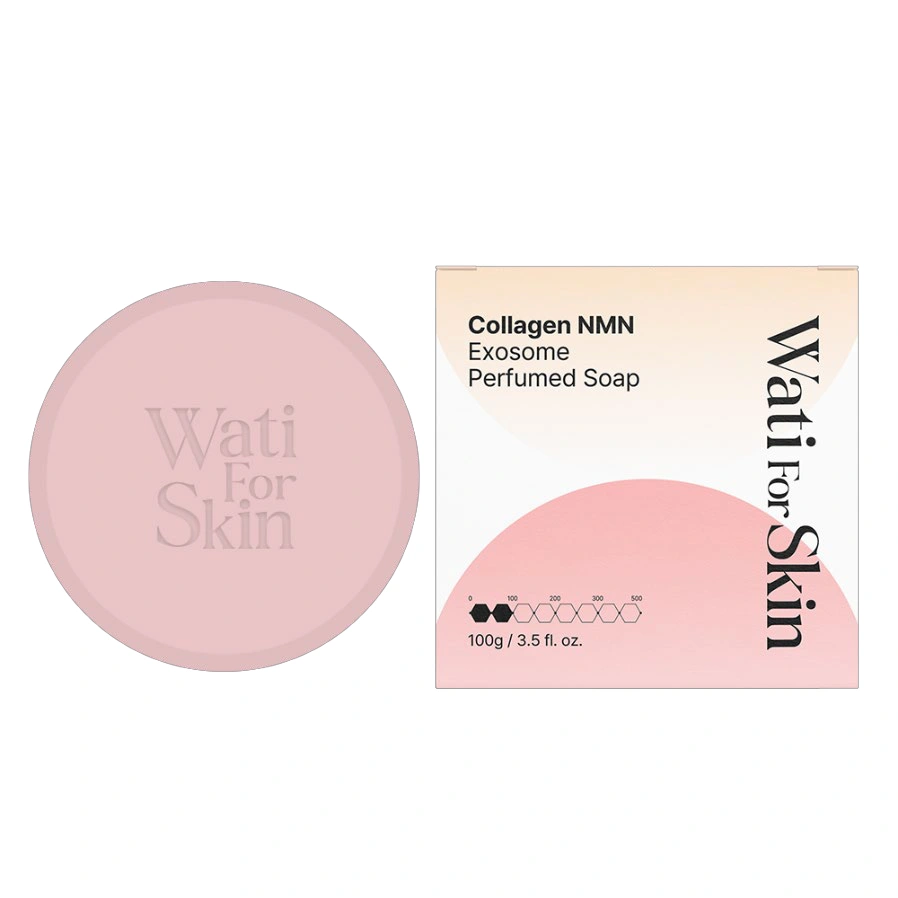 Wati
For
Skin
Collagen NMN
Exosome
Perfumed Soap
Wati For Skin
0 100 200 300 500
100g / 3.5 fl. oz.